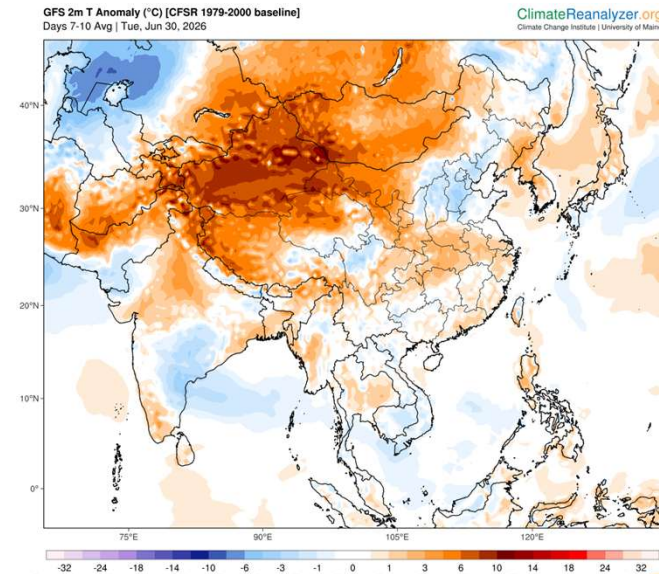 GFS 2m T Anomaly (°C) [CFSR 1979-2000 baseline]
Days 7-10 Avg | Tue, Jun 30, 2026
ClimateReanalyzer.org
Climate Change Institute | University of Maine
40°N
30°N
20°N
10°N
0°
75°E 90°E 105°E 120°E
-32 -24 -18 -14 -10 -6 -3 -1 0 1 3 6 10 14 18 24 32